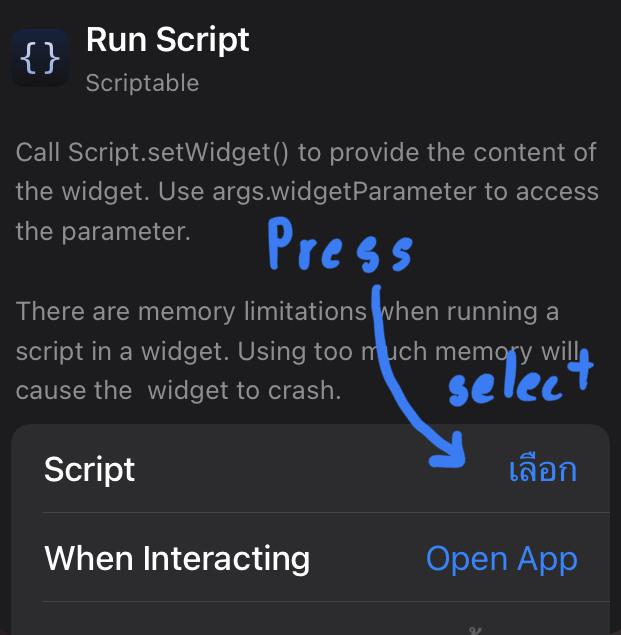 {}
Run Script
Scriptable
Call Script.setWidget() to provide the content of
the widget. Use args.widgetParameter to access
the parameter.
Press
There are memory limitations when running a
script in a widget. Using too much memory will
cause the  widget to crash.
select
Script เลือก
When Interacting Open App